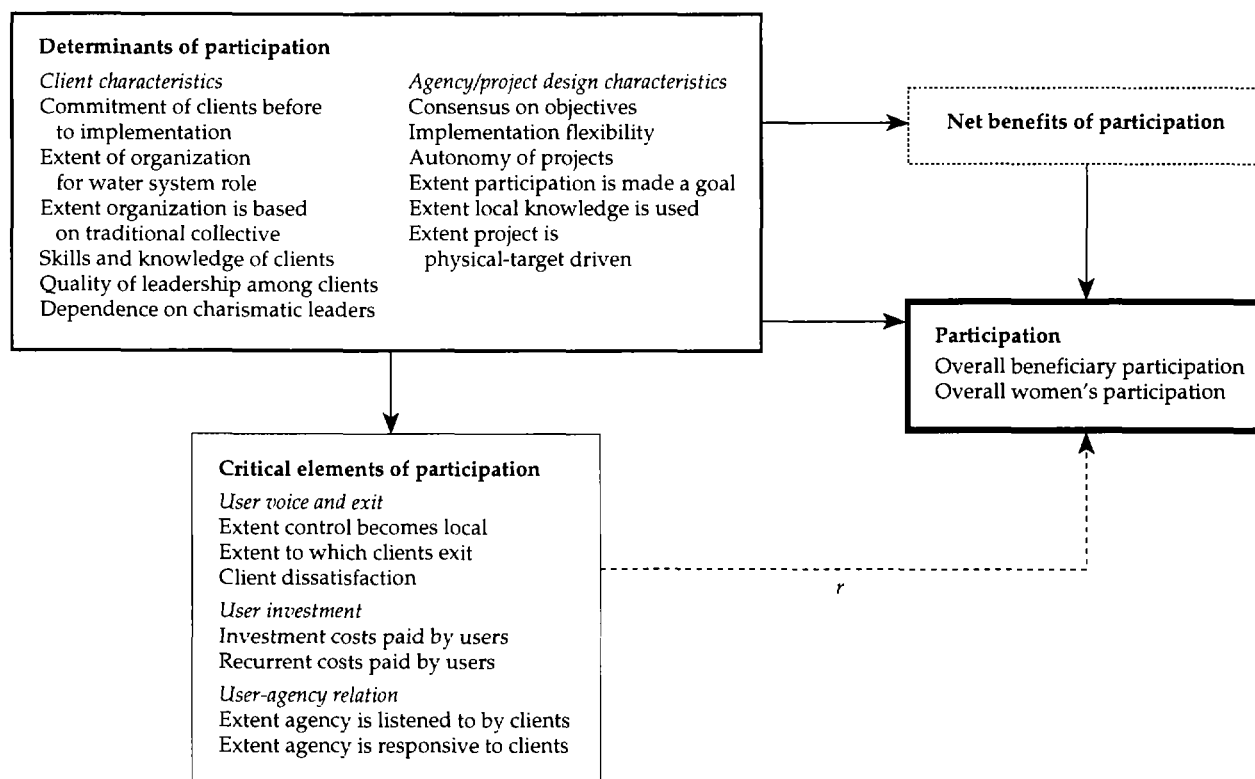 Determinants of participation
Client characteristics
Commitment of clients before
to implementation
Extent of organization
for water system role
Extent organization is based
on traditional collective
Skills and knowledge of clients
Quality of leadership among clients
Dependence on charismatic leaders
Agency/project design characteristics
Consensus on objectives
Implementation flexibility
Autonomy of projects
Extent participation is made a goal
Extent local knowledge is used
Extent project is
physical-target driven
Net benefits of participation
Participation
Overall beneficiary participation
Overall women's participation
Critical elements of participation
User voice and exit
Extent control becomes local
Extent to which clients exit
Client dissatisfaction
User investment
Investment costs paid by users
Recurrent costs paid by users
User-agency relation
Extent agency is listened to by clients
Extent agency is responsive to clients
r